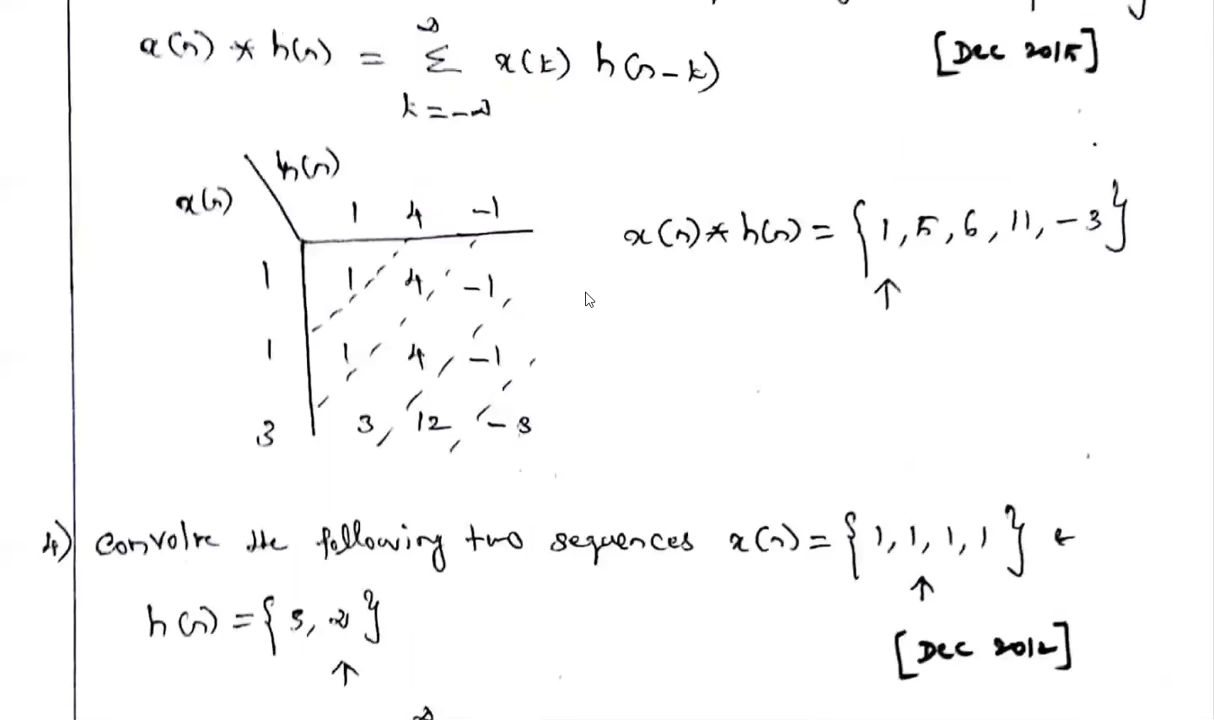 x(n) * h(n) = Σ x(k) h(n-k) [Dec 2015]
∞
k=-∞
h(n)
x(n)
1 4 -1
x(n) * h(n) = { 1, 5, 6, 11, -3 }
↑
1 1 4, -1,
1 1 4, -1
3 3, 12, -3
4) Convolve the following two sequences x(n) = { 1, 1, 1, 1 } &
↑
h(n) = { 3, 2 }
↑
[Dec 2012]
∞